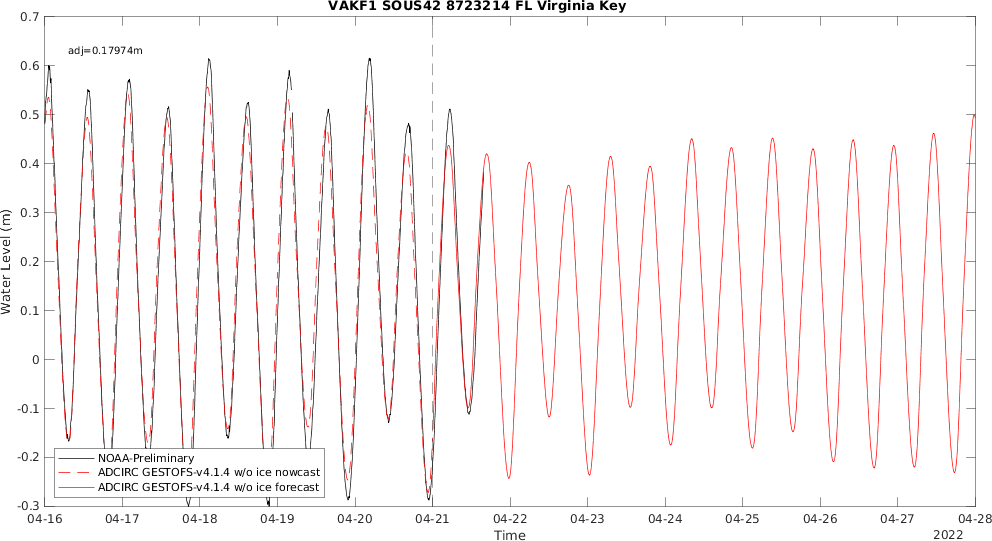 VAKF1 SOUS42 8723214 FL Virginia Key
adj=0.17974m
Water Level (m)
0.7
0.6
0.5
0.4
0.3
0.2
0.1
0
-0.1
-0.2
-0.3
NOAA-Preliminary
ADCIRC GESTOFS-v4.1.4 w/o ice nowcast
ADCIRC GESTOFS-v4.1.4 w/o ice forecast
04-16 04-17 04-18 04-19 04-20 04-21 04-22 04-23 04-24 04-25 04-26 04-27 04-28
Time
2022